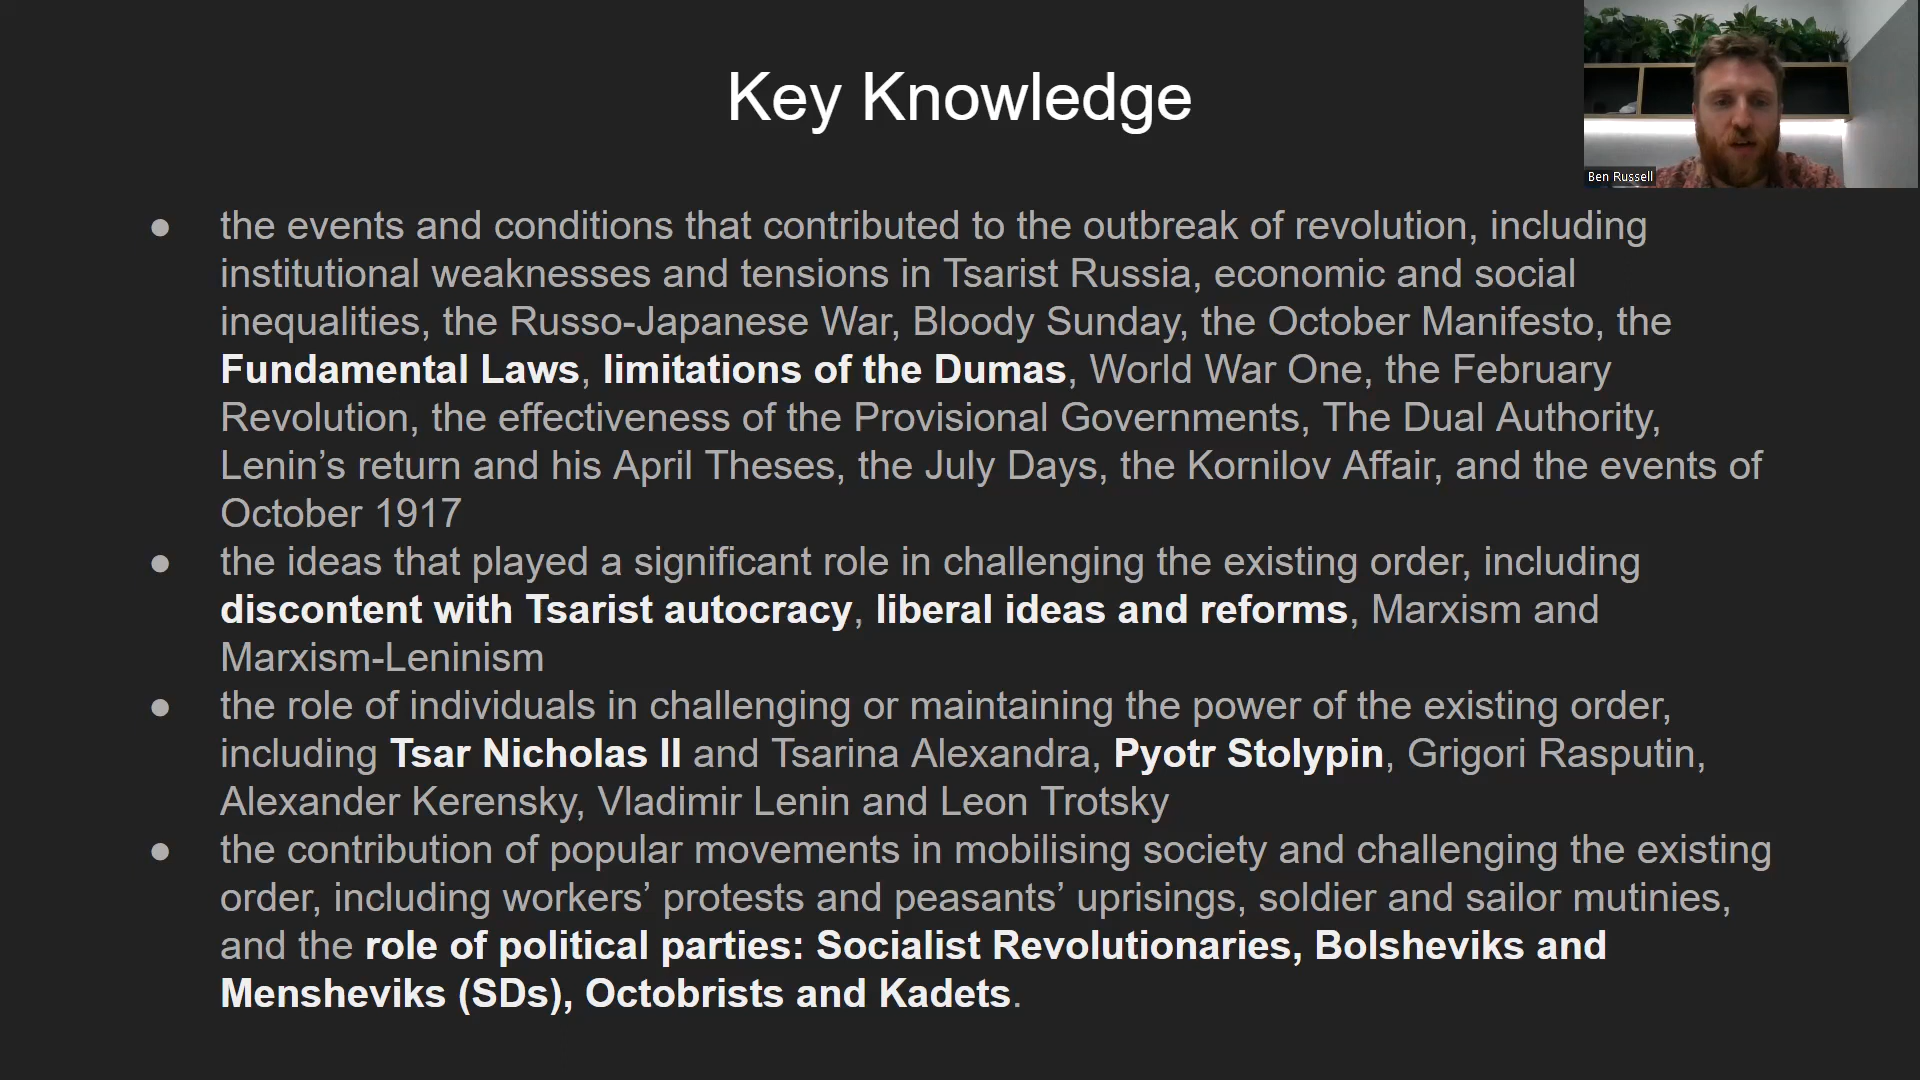 Key Knowledge
Ben Russell
● the events and conditions that contributed to the outbreak of revolution, including
institutional weaknesses and tensions in Tsarist Russia, economic and social
inequalities, the Russo-Japanese War, Bloody Sunday, the October Manifesto, the
Fundamental Laws, limitations of the Dumas, World War One, the February
Revolution, the effectiveness of the Provisional Governments, The Dual Authority,
Lenin’s return and his April Theses, the July Days, the Kornilov Affair, and the events of
October 1917
● the ideas that played a significant role in challenging the existing order, including
discontent with Tsarist autocracy, liberal ideas and reforms, Marxism and
Marxism-Leninism
● the role of individuals in challenging or maintaining the power of the existing order,
including Tsar Nicholas II and Tsarina Alexandra, Pyotr Stolypin, Grigori Rasputin,
Alexander Kerensky, Vladimir Lenin and Leon Trotsky
● the contribution of popular movements in mobilising society and challenging the existing
order, including workers’ protests and peasants’ uprisings, soldier and sailor mutinies,
and the role of political parties: Socialist Revolutionaries, Bolsheviks and
Mensheviks (SDs), Octobrists and Kadets.